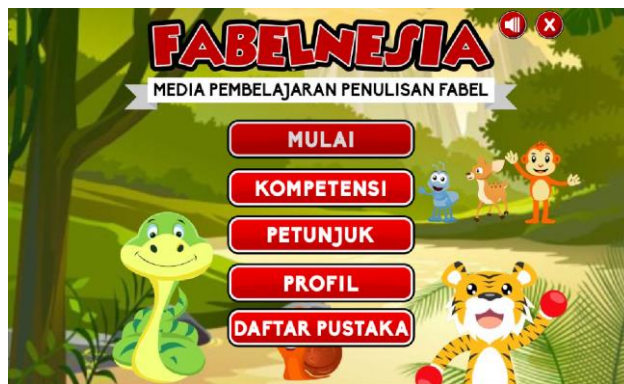 FABELNESIA
MEDIA PEMBELAJARAN PENULISAN FABEL
MULAI
KOMPETENSI
PETUNJUK
PROFIL
DAFTAR PUSTAKA